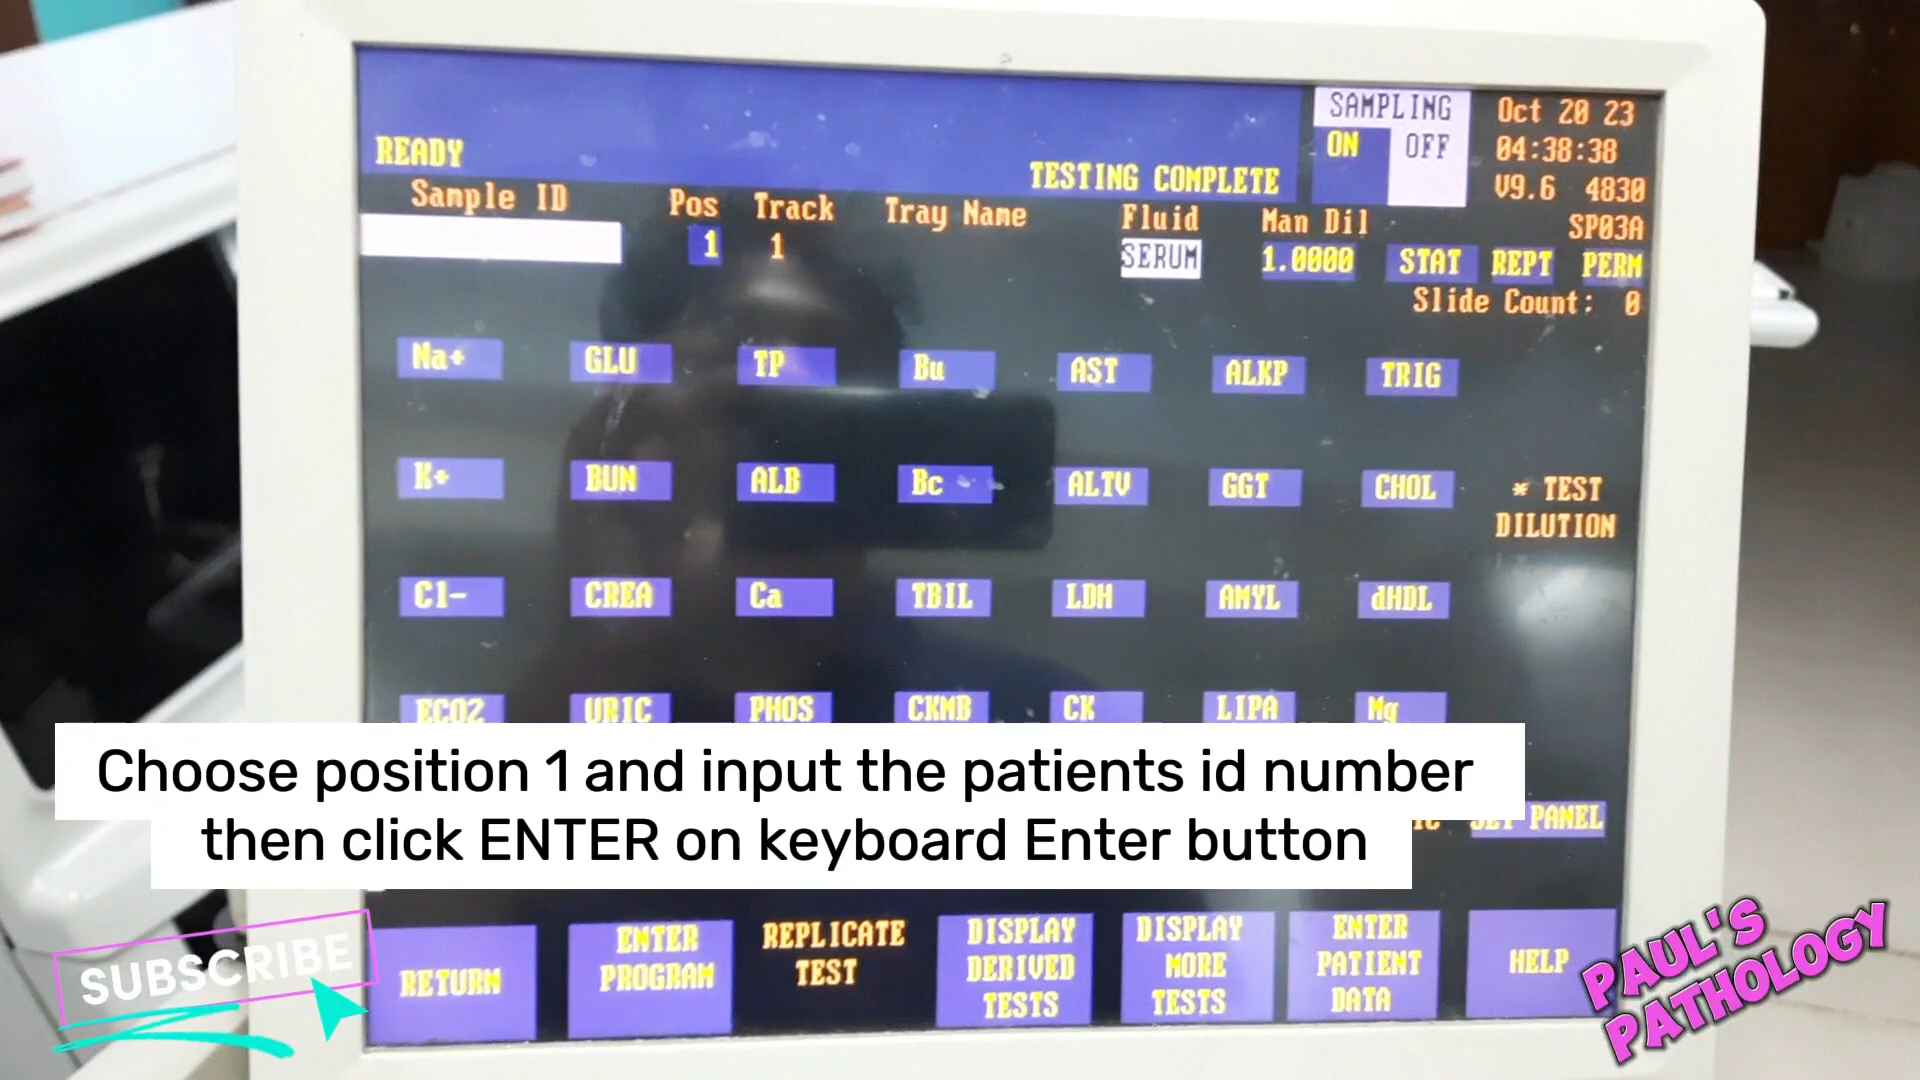 READY
TESTING COMPLETE
SAMPLING
ON OFF
Oct 20 23
04:38:38
V9.6 4830
SP03A
Sample ID Pos Track Tray Name Fluid Man Dil
1 1 SERUM 1.0000 STAT REPT PERM
Slide Count: 0
Na+ GLU TP Bu AST ALKP TRIG
K+ BUN ALB Bc ALTV GGT CHOL
* TEST
DILUTION
Cl- CREA Ca TBIL LDH AMYL dHDL
ECO2 URIC PHOS CKMB CK LIPA Mg
Choose position 1 and input the patients id number
then click ENTER on keyboard Enter button
PANEL
RETURN
ENTER
PROGRAM
REPLICATE
TEST
DISPLAY
DERIVED
TESTS
DISPLAY
MORE
TESTS
ENTER
PATIENT
DATA
HELP
SUBSCRIBE
PAUL'S
PATHOLOGY